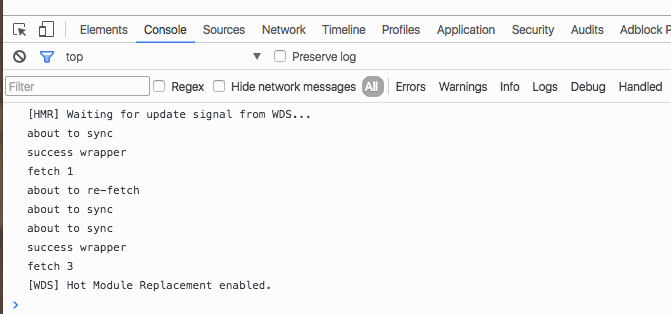 Elements Console Sources Network Timeline Profiles Application Security Audits Adblock P
top Preserve log
Filter Regex Hide network messages All Errors Warnings Info Logs Debug Handled
[HMR] Waiting for update signal from WDS...
about to sync
success wrapper
fetch 1
about to re-fetch
about to sync
about to sync
success wrapper
fetch 3
[WDS] Hot Module Replacement enabled.
>